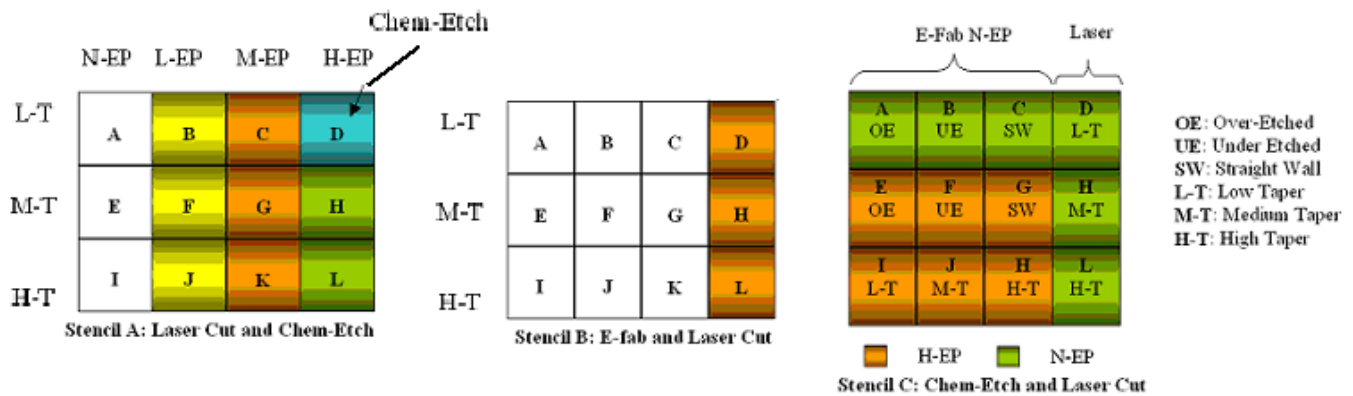 Chem-Etch
N-EP L-EP M-EP H-EP
L-T
M-T
H-T
A B C D
E F G H
I J K L
Stencil A: Laser Cut and Chem-Etch
L-T
M-T
H-T
A B C D
E F G H
I J K L
Stencil B: E-fab and Laser Cut
E-Fab N-EP Laser
A B C D
OE UE SW L-T
E F G H
OE UE SW M-T
I J H L
L-T M-T H-T H-T
H-EP N-EP
Stencil C: Chem-Etch and Laser Cut
OE: Over-Etched
UE: Under Etched
SW: Straight Wall
L-T: Low Taper
M-T: Medium Taper
H-T: High Taper